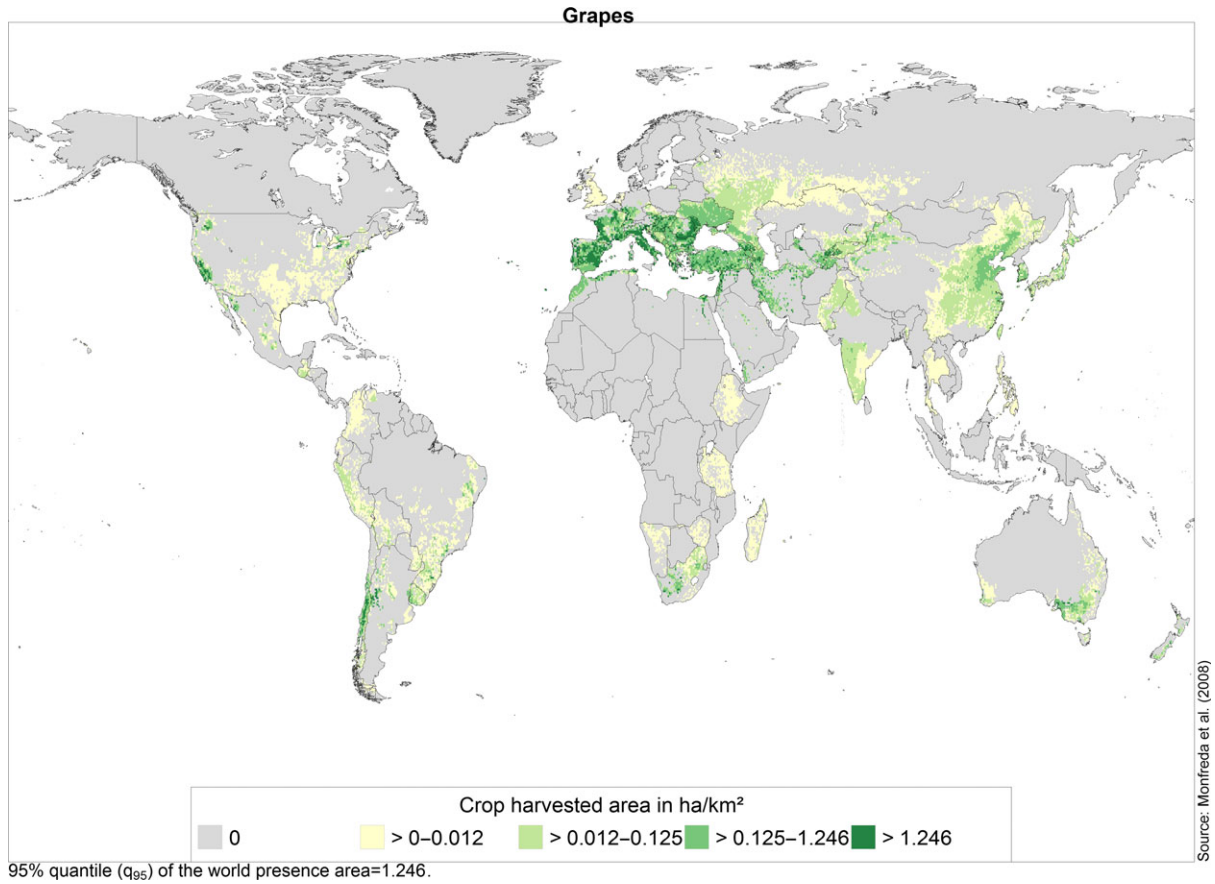 Grapes
Source: Monfreda et al. (2008)
Crop harvested area in ha/km²
0 > 0–0.012 > 0.012–0.125 > 0.125–1.246 > 1.246
95% quantile (q₉₅) of the world presence area=1.246.